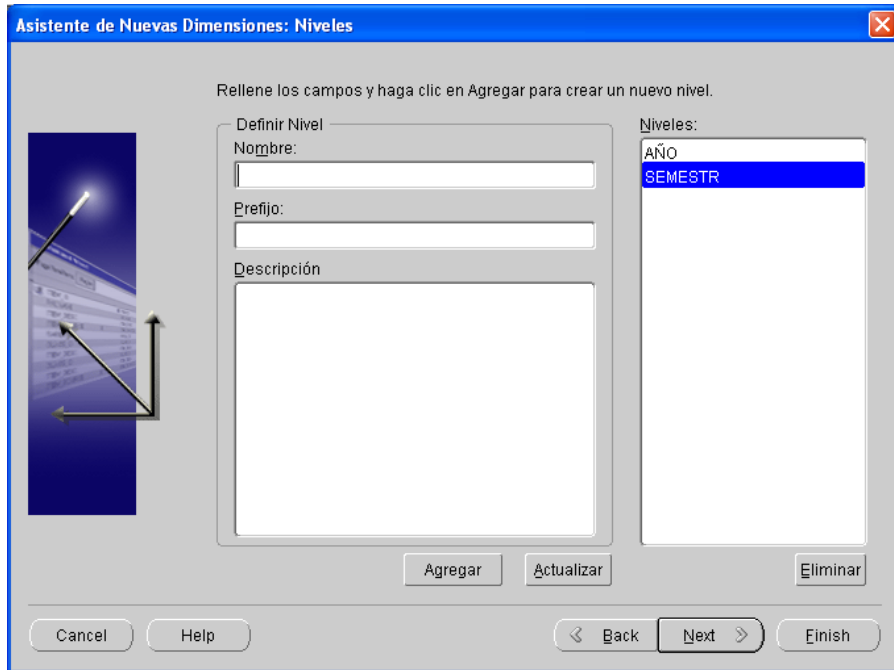 Asistente de Nuevas Dimensiones: Niveles
Rellene los campos y haga clic en Agregar para crear un nuevo nivel.
Definir Nivel
Nombre:
Prefijo:
Descripción
Niveles:
AÑO
SEMESTR
Agregar
Actualizar
Eliminar
Cancel
Help
Back
Next
Finish